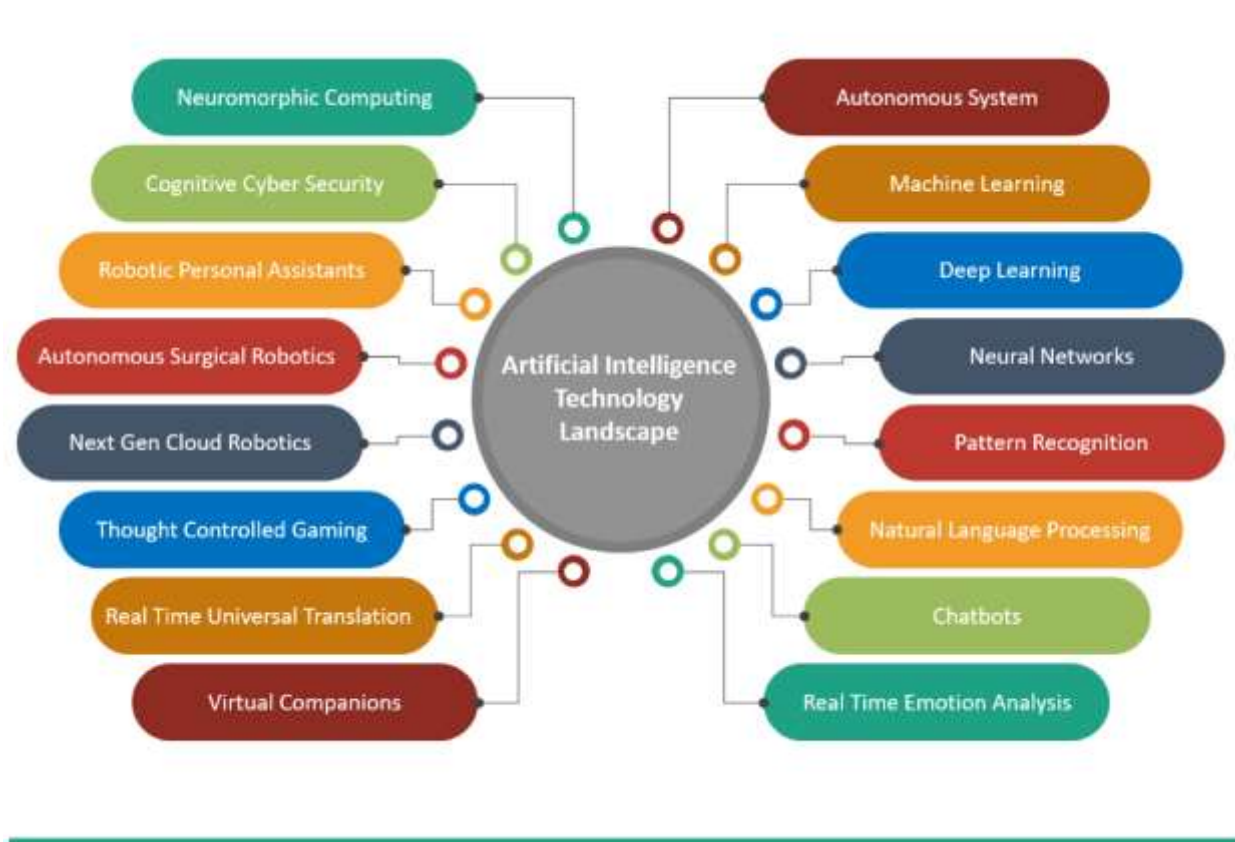 Neuromorphic Computing
Autonomous System
Cognitive Cyber Security
Machine Learning
Robotic Personal Assistants
Deep Learning
Autonomous Surgical Robotics
Neural Networks
Artificial Intelligence
Technology
Landscape
Next Gen Cloud Robotics
Pattern Recognition
Thought Controlled Gaming
Natural Language Processing
Real Time Universal Translation
Chatbots
Virtual Companions
Real Time Emotion Analysis